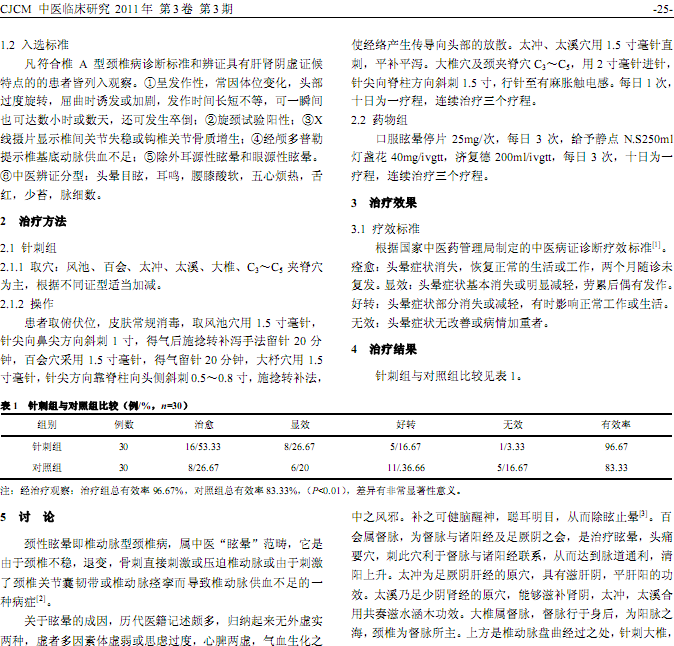 CJCM 中医临床研究 2011 年 第 3 卷 第 3 期
-25-
1.2 入选标准
凡符合椎 A 型颈椎病诊断标准和辨证具有肝肾阴虚证候
特点的的患者皆列入观察。①呈发作性，常因体位变化，头部
过度旋转，屈曲时诱发或加剧，发作时间长短不等，可一瞬间
也可达数小时或数天，还可发生卒倒；②旋颈试验阳性；③X
线摄片显示椎间关节失稳或钩椎关节骨质增生；④经颅多普勒
提示椎基底动脉供血不足；⑤除外耳源性眩晕和眼源性眩晕。
⑥中医辨证分型：头晕目眩，耳鸣，腰膝酸软，五心烦热，舌
红，少苔，脉细数。
2 治疗方法
2.1 针刺组
2.1.1 取穴：风池、百会、太冲、太溪、大椎、C3～C5 夹脊穴
为主，根据不同证型适当加减。
2.1.2 操作
患者取俯伏位，皮肤常规消毒，取风池穴用 1.5 寸毫针，
针尖向鼻尖方向斜刺 1 寸，得气后施捻转补泻手法留针 20 分
钟，百会穴采用 1.5 寸毫针，得气留针 20 分钟，大杼穴用 1.5
寸毫针，针尖方向靠脊柱向头侧斜刺 0.5～0.8 寸，施捻转补法，
使经络产生传导向头部的放散。太冲、太溪穴用 1.5 寸毫针直
刺，平补平泻。大椎穴及颈夹脊穴 C3～C5，用 2 寸毫针进针，
针尖向脊柱方向斜刺 1.5 寸，行针至有麻胀触电感。每日 1 次，
十日为一疗程，连续治疗三个疗程。
2.2 药物组
口服眩晕停片 25mg/次，每日 3 次，给予静点 N.S250ml
灯盏花 40mg/ivgtt，济复德 200ml/ivgtt，每日 3 次，十日为一
疗程，连续治疗三个疗程。
3 治疗效果
3.1 疗效标准
根据国家中医药管理局制定的中医病证诊断疗效标准[1]。
痊愈：头晕症状消失，恢复正常的生活或工作，两个月随诊未
复发。显效：头晕症状基本消失或明显减轻，劳累后偶有发作。
好转：头晕症状部分消失或减轻，有时影响正常工作或生活。
无效：头晕症状无改善或病情加重者。
4 治疗结果
针刺组与对照组比较见表 1。
表 1 针刺组与对照组比较（例/%，n=30）
组别 例数 治愈 显效 好转 无效 有效率
针刺组 30 16/53.33 8/26.67 5/16.67 1/3.33 96.67
对照组 30 8/26.67 6/20 11/.36.66 5/16.67 83.33
注：经治疗观察：治疗组总有效率 96.67%，对照组总有效率 83.33%，（P<0.01），差异有非常显著性意义。
5 讨 论
颈性眩晕即椎动脉型颈椎病，属中医“眩晕”范畴，它是
由于颈椎不稳，退变，骨刺直接刺激或压迫椎动脉或由于刺激
了颈椎关节囊韧带或椎动脉痉挛而导致椎动脉供血不足的一
种病症[2]。
关于眩晕的成因，历代医籍记述颇多，归纳起来无外虚实
两种，虚者多因素体虚弱或思虑过度，心脾两虚，气血生化之
中之风邪。补之可健脑醒神，聪耳明目，从而除眩止晕[3]。百
会属督脉，为督脉与诸阳经及足厥阴之会，是治疗眩晕，头痛
要穴，刺此穴利于督脉与诸阳经联系，从而达到脉道通利，清
阳上升。太冲为足厥阴肝经的原穴，具有滋肝阴，平肝阳的功
效。太溪乃足少阴肾经的原穴，能够滋补肾阴，太冲，太溪合
用共奏滋水涵木功效。大椎属督脉，督脉行于身后，为阳脉之
海，颈椎为督脉所主。上方是椎动脉盘曲经过之处，针刺大椎，